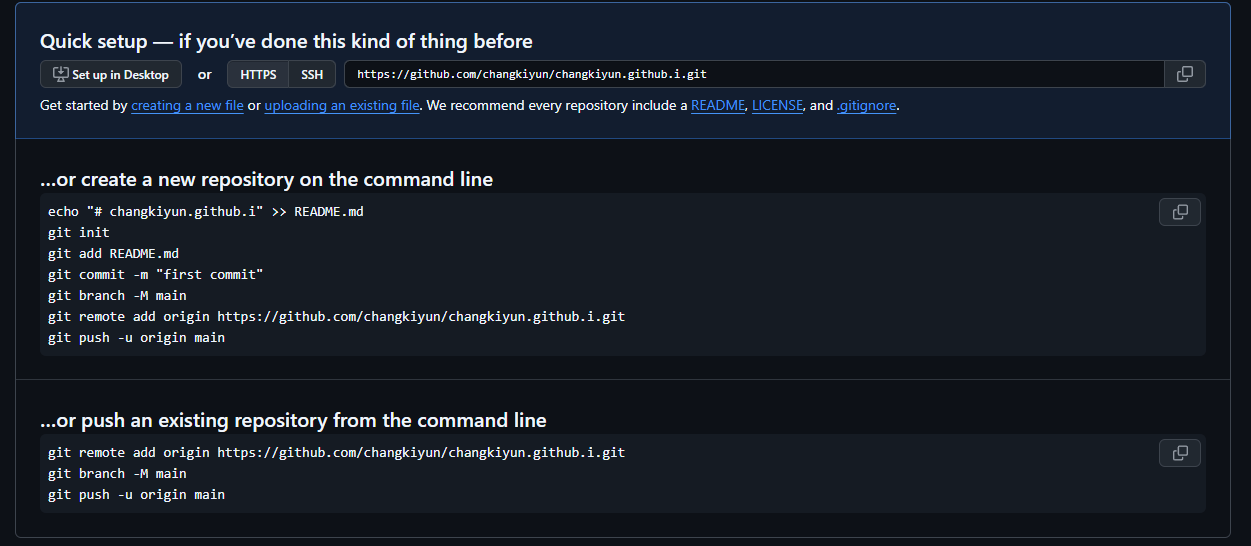 Quick setup — if you’ve done this kind of thing before
Set up in Desktop or HTTPS SSH https://github.com/changkiyun/changkiyun.github.i.git
Get started by creating a new file or uploading an existing file. We recommend every repository include a README, LICENSE, and .gitignore.
…or create a new repository on the command line
echo "# changkiyun.github.i" >> README.md
git init
git add README.md
git commit -m "first commit"
git branch -M main
git remote add origin https://github.com/changkiyun/changkiyun.github.i.git
git push -u origin main
…or push an existing repository from the command line
git remote add origin https://github.com/changkiyun/changkiyun.github.i.git
git branch -M main
git push -u origin main